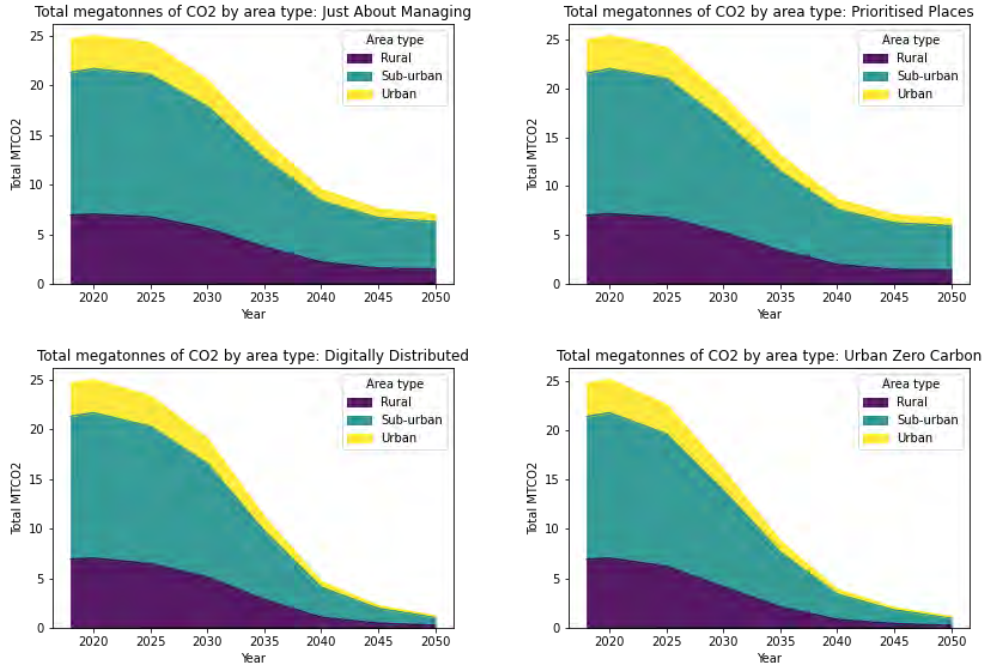 Total megatonnes of CO2 by area type: Just About Managing
Total MTCO2
25
20
15
10
5
0
2020 2025 2030 2035 2040 2045 2050
Year
Area type
Rural
Sub-urban
Urban
Total megatonnes of CO2 by area type: Prioritised Places
Total MTCO2
25
20
15
10
5
0
2020 2025 2030 2035 2040 2045 2050
Year
Area type
Rural
Sub-urban
Urban
Total megatonnes of CO2 by area type: Digitally Distributed
Total MTCO2
25
20
15
10
5
0
2020 2025 2030 2035 2040 2045 2050
Year
Area type
Rural
Sub-urban
Urban
Total megatonnes of CO2 by area type: Urban Zero Carbon
Total MTCO2
25
20
15
10
5
0
2020 2025 2030 2035 2040 2045 2050
Year
Area type
Rural
Sub-urban
Urban